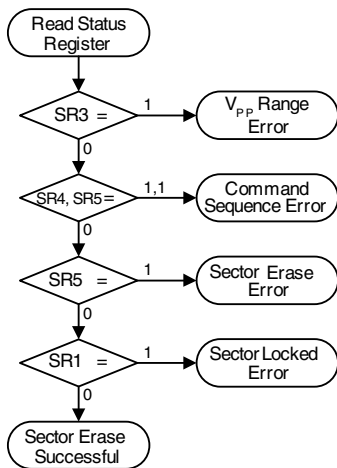 Read Status
Register
SR3 =
1
V_PP Range
Error
0
SR4, SR5=
1,1
Command
Sequence Error
0
SR5 =
1
Sector Erase
Error
0
SR1 =
1
Sector Locked
Error
0
Sector Erase
Successful